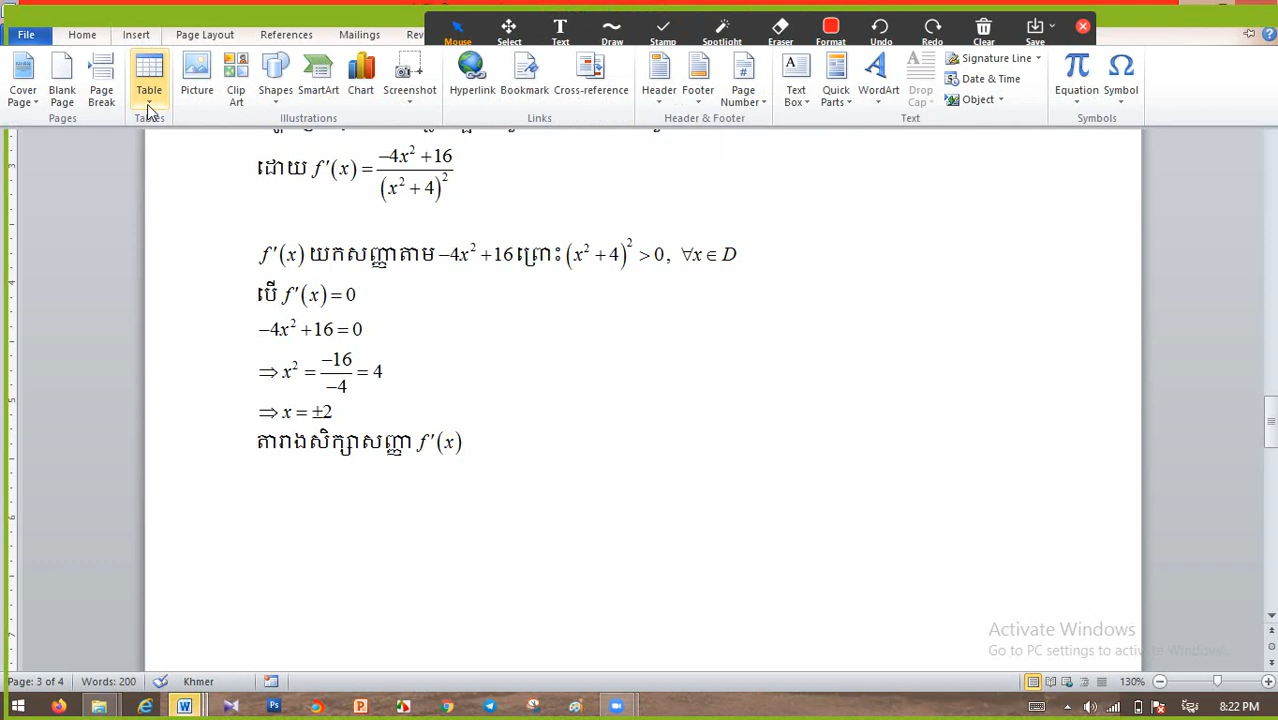 Mouse Select Text Draw Stamp Spotlight Eraser Format Undo Redo Clear Save
File Home Insert Page Layout References Mailings
Cover Page Blank Page Page Break Table Picture Clip Art Shapes SmartArt Chart Screenshot Hyperlink Bookmark Cross-reference Header Footer Page Number Text Box Quick Parts WordArt Drop Cap Signature Line Date & Time Object Equation Symbol
Pages Tables Illustrations Links Header & Footer Text Symbols
ដោយ f'(x) = (-4x² + 16)/(x² + 4)²
f'(x) យកសញ្ញាតាម -4x² + 16 ព្រោះ (x² + 4)² > 0, ∀x ∈ D
បើ f'(x) = 0
-4x² + 16 = 0
⇒ x² = -16/-4 = 4
⇒ x = ±2
តារាងសិក្សាសញ្ញា f'(x)
Activate Windows
Go to PC settings to activate Windows.
Page: 3 of 4 Words: 200 Khmer 130%
8:22 PM